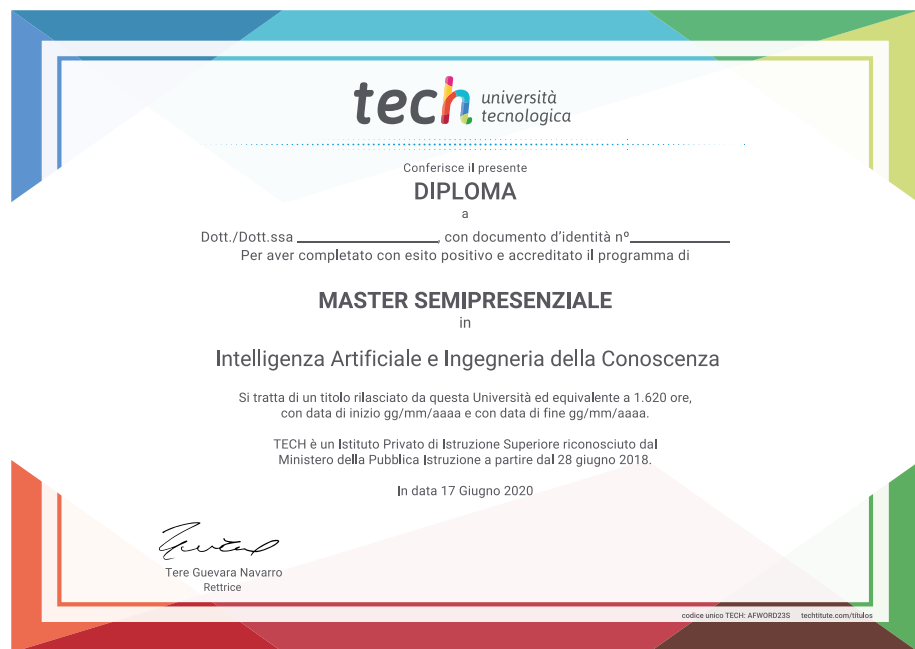 tech università
tecnologica
Conferisce il presente
DIPLOMA
a
Dott./Dott.ssa _________________, con documento d'identità nº____________
Per aver completato con esito positivo e accreditato il programma di
MASTER SEMIPRESENZIALE
in
Intelligenza Artificiale e Ingegneria della Conoscenza
Si tratta di un titolo rilasciato da questa Università ed equivalente a 1.620 ore,
con data di inizio gg/mm/aaaa e con data di fine gg/mm/aaaa.
TECH è un Istituto Privato di Istruzione Superiore riconosciuto dal
Ministero della Pubblica Istruzione a partire dal 28 giugno 2018.
In data 17 Giugno 2020
Tere Guevara Navarro
Rettrice
codice unico TECH: AFWORD23S techtitute.com/titulos